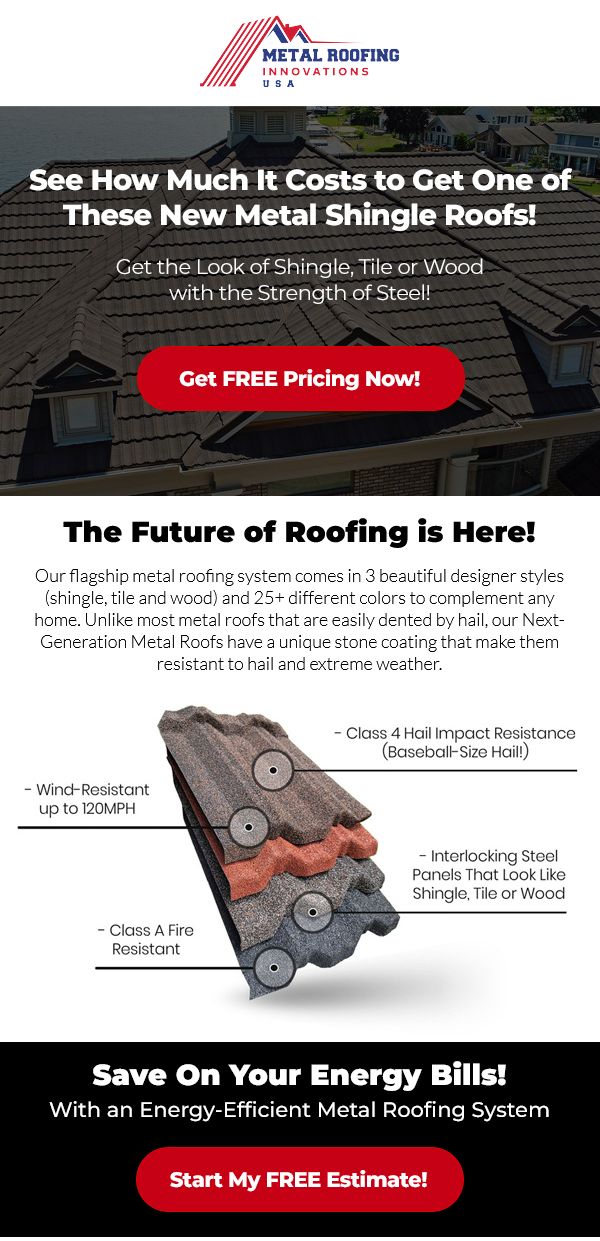 METAL ROOFING
INNOVATIONS
USA
See How Much It Costs to Get One of
These New Metal Shingle Roofs!
Get the Look of Shingle, Tile or Wood
with the Strength of Steel!
Get FREE Pricing Now!
The Future of Roofing is Here!
Our flagship metal roofing system comes in 3 beautiful designer styles
(shingle, tile and wood) and 25+ different colors to complement any
home. Unlike most metal roofs that are easily dented by hail, our Next-
Generation Metal Roofs have a unique stone coating that make them
resistant to hail and extreme weather.
- Class 4 Hail Impact Resistance
(Baseball-Size Hail!)
- Wind-Resistant
up to 120MPH
- Interlocking Steel
Panels That Look Like
Shingle, Tile or Wood
- Class A Fire
Resistant
Save On Your Energy Bills!
With an Energy-Efficient Metal Roofing System
Start My FREE Estimate!